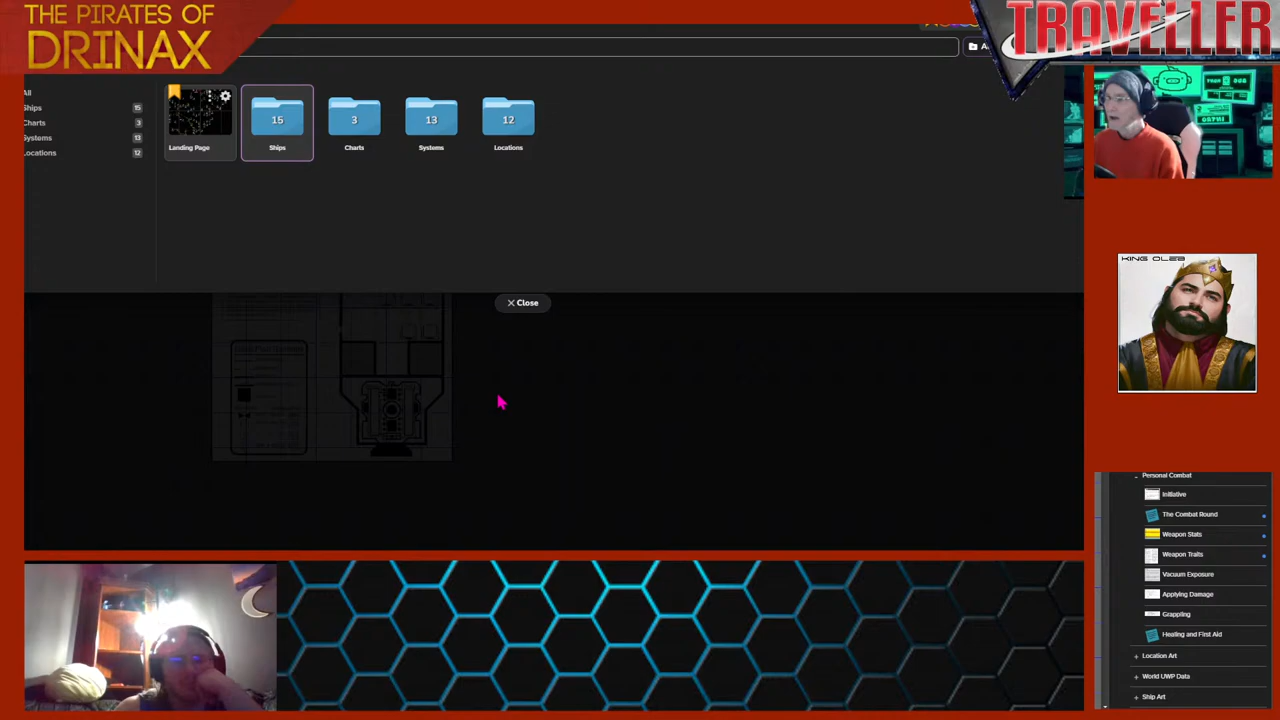 THE PIRATES OF
DRINAX
TRAVELLER
All
Ships 15
Charts 3
Systems 13
Locations 12
Landing Page
15
Ships
3
Charts
13
Systems
12
Locations
Close
KING OLEB
Personal Combat
Initiative
The Combat Round
Weapon Stats
Weapon Traits
Vacuum Exposure
Applying Damage
Grappling
Healing and First Aid
Location Art
World UWP Data
Ship Art